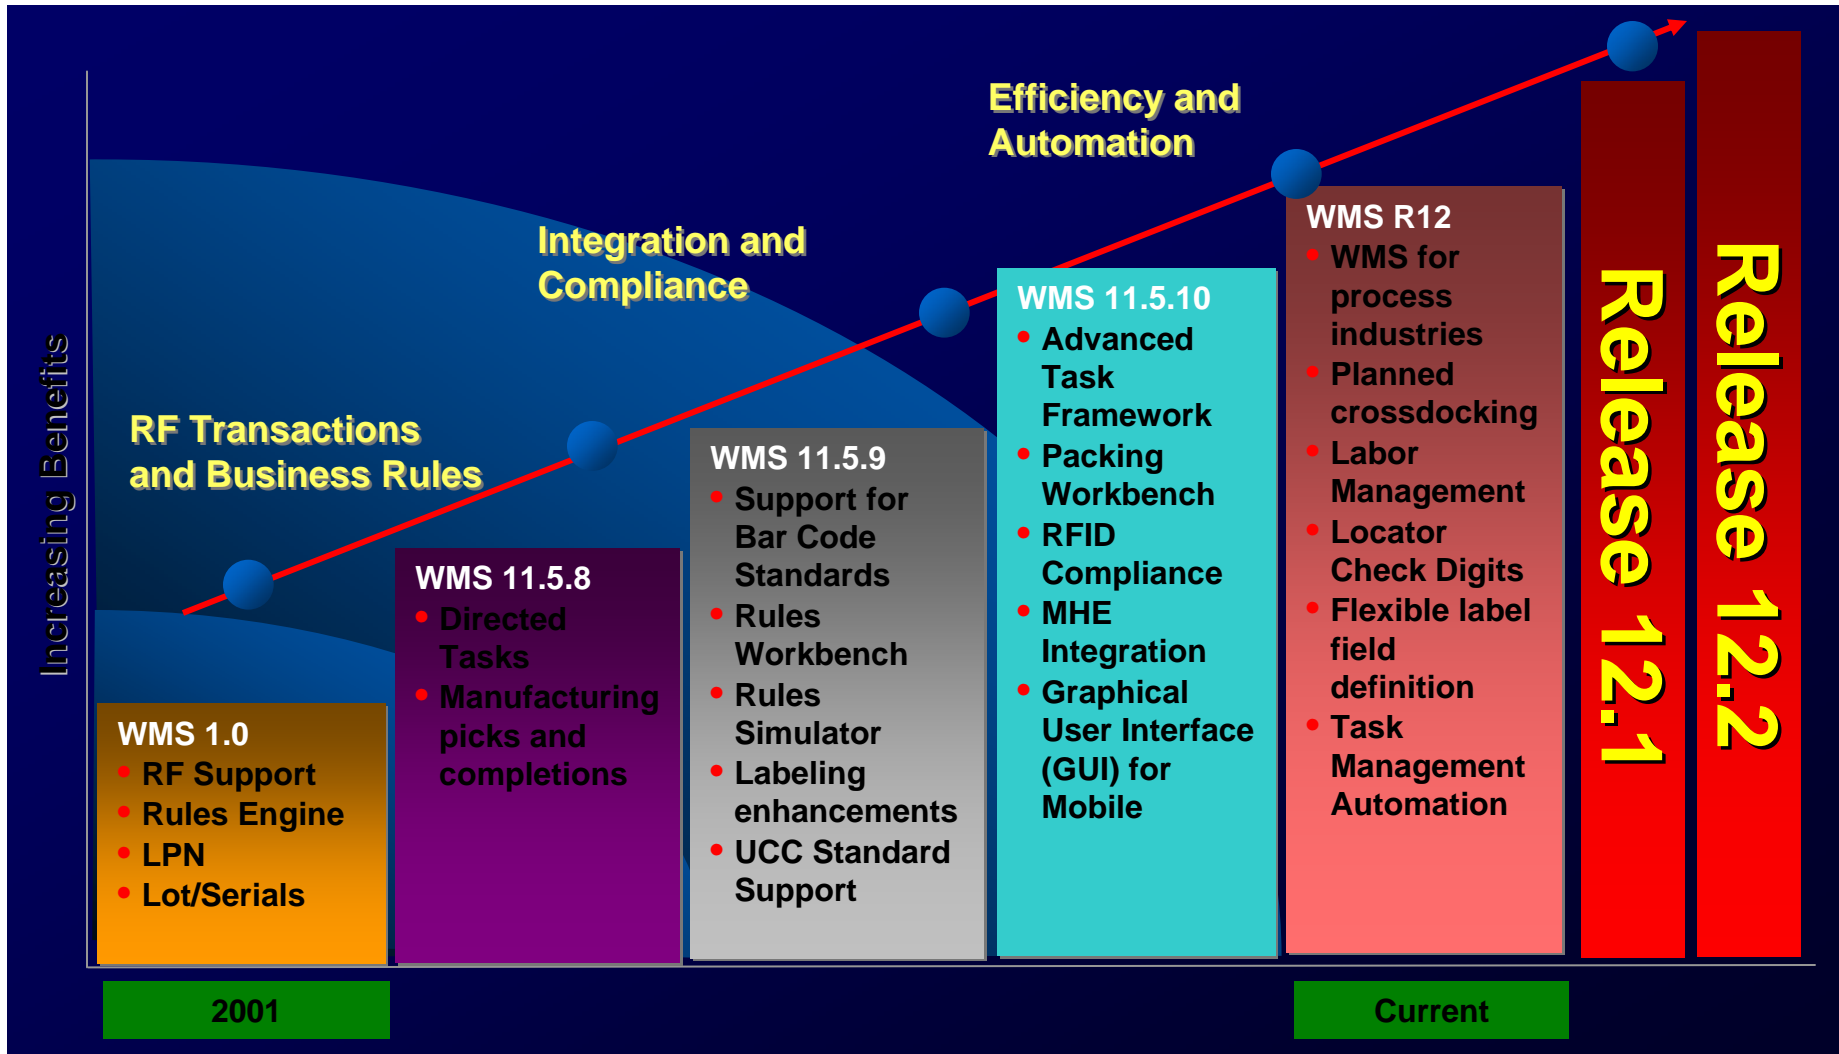 Increasing Benefits
RF Transactions
and Business Rules
Integration and
Compliance
Efficiency and
Automation
WMS 1.0
• RF Support
• Rules Engine
• LPN
• Lot/Serials
WMS 11.5.8
• Directed
Tasks
• Manufacturing
picks and
completions
WMS 11.5.9
• Support for
Bar Code
Standards
• Rules
Workbench
• Rules
Simulator
• Labeling
enhancements
• UCC Standard
Support
WMS 11.5.10
• Advanced
Task
Framework
• Packing
Workbench
• RFID
Compliance
• MHE
Integration
• Graphical
User Interface
(GUI) for
Mobile
WMS R12
• WMS for
process
industries
• Planned
crossdocking
• Labor
Management
• Locator
Check Digits
• Flexible label
field
definition
• Task
Management
Automation
Release 12.1
Release 12.2
2001
Current